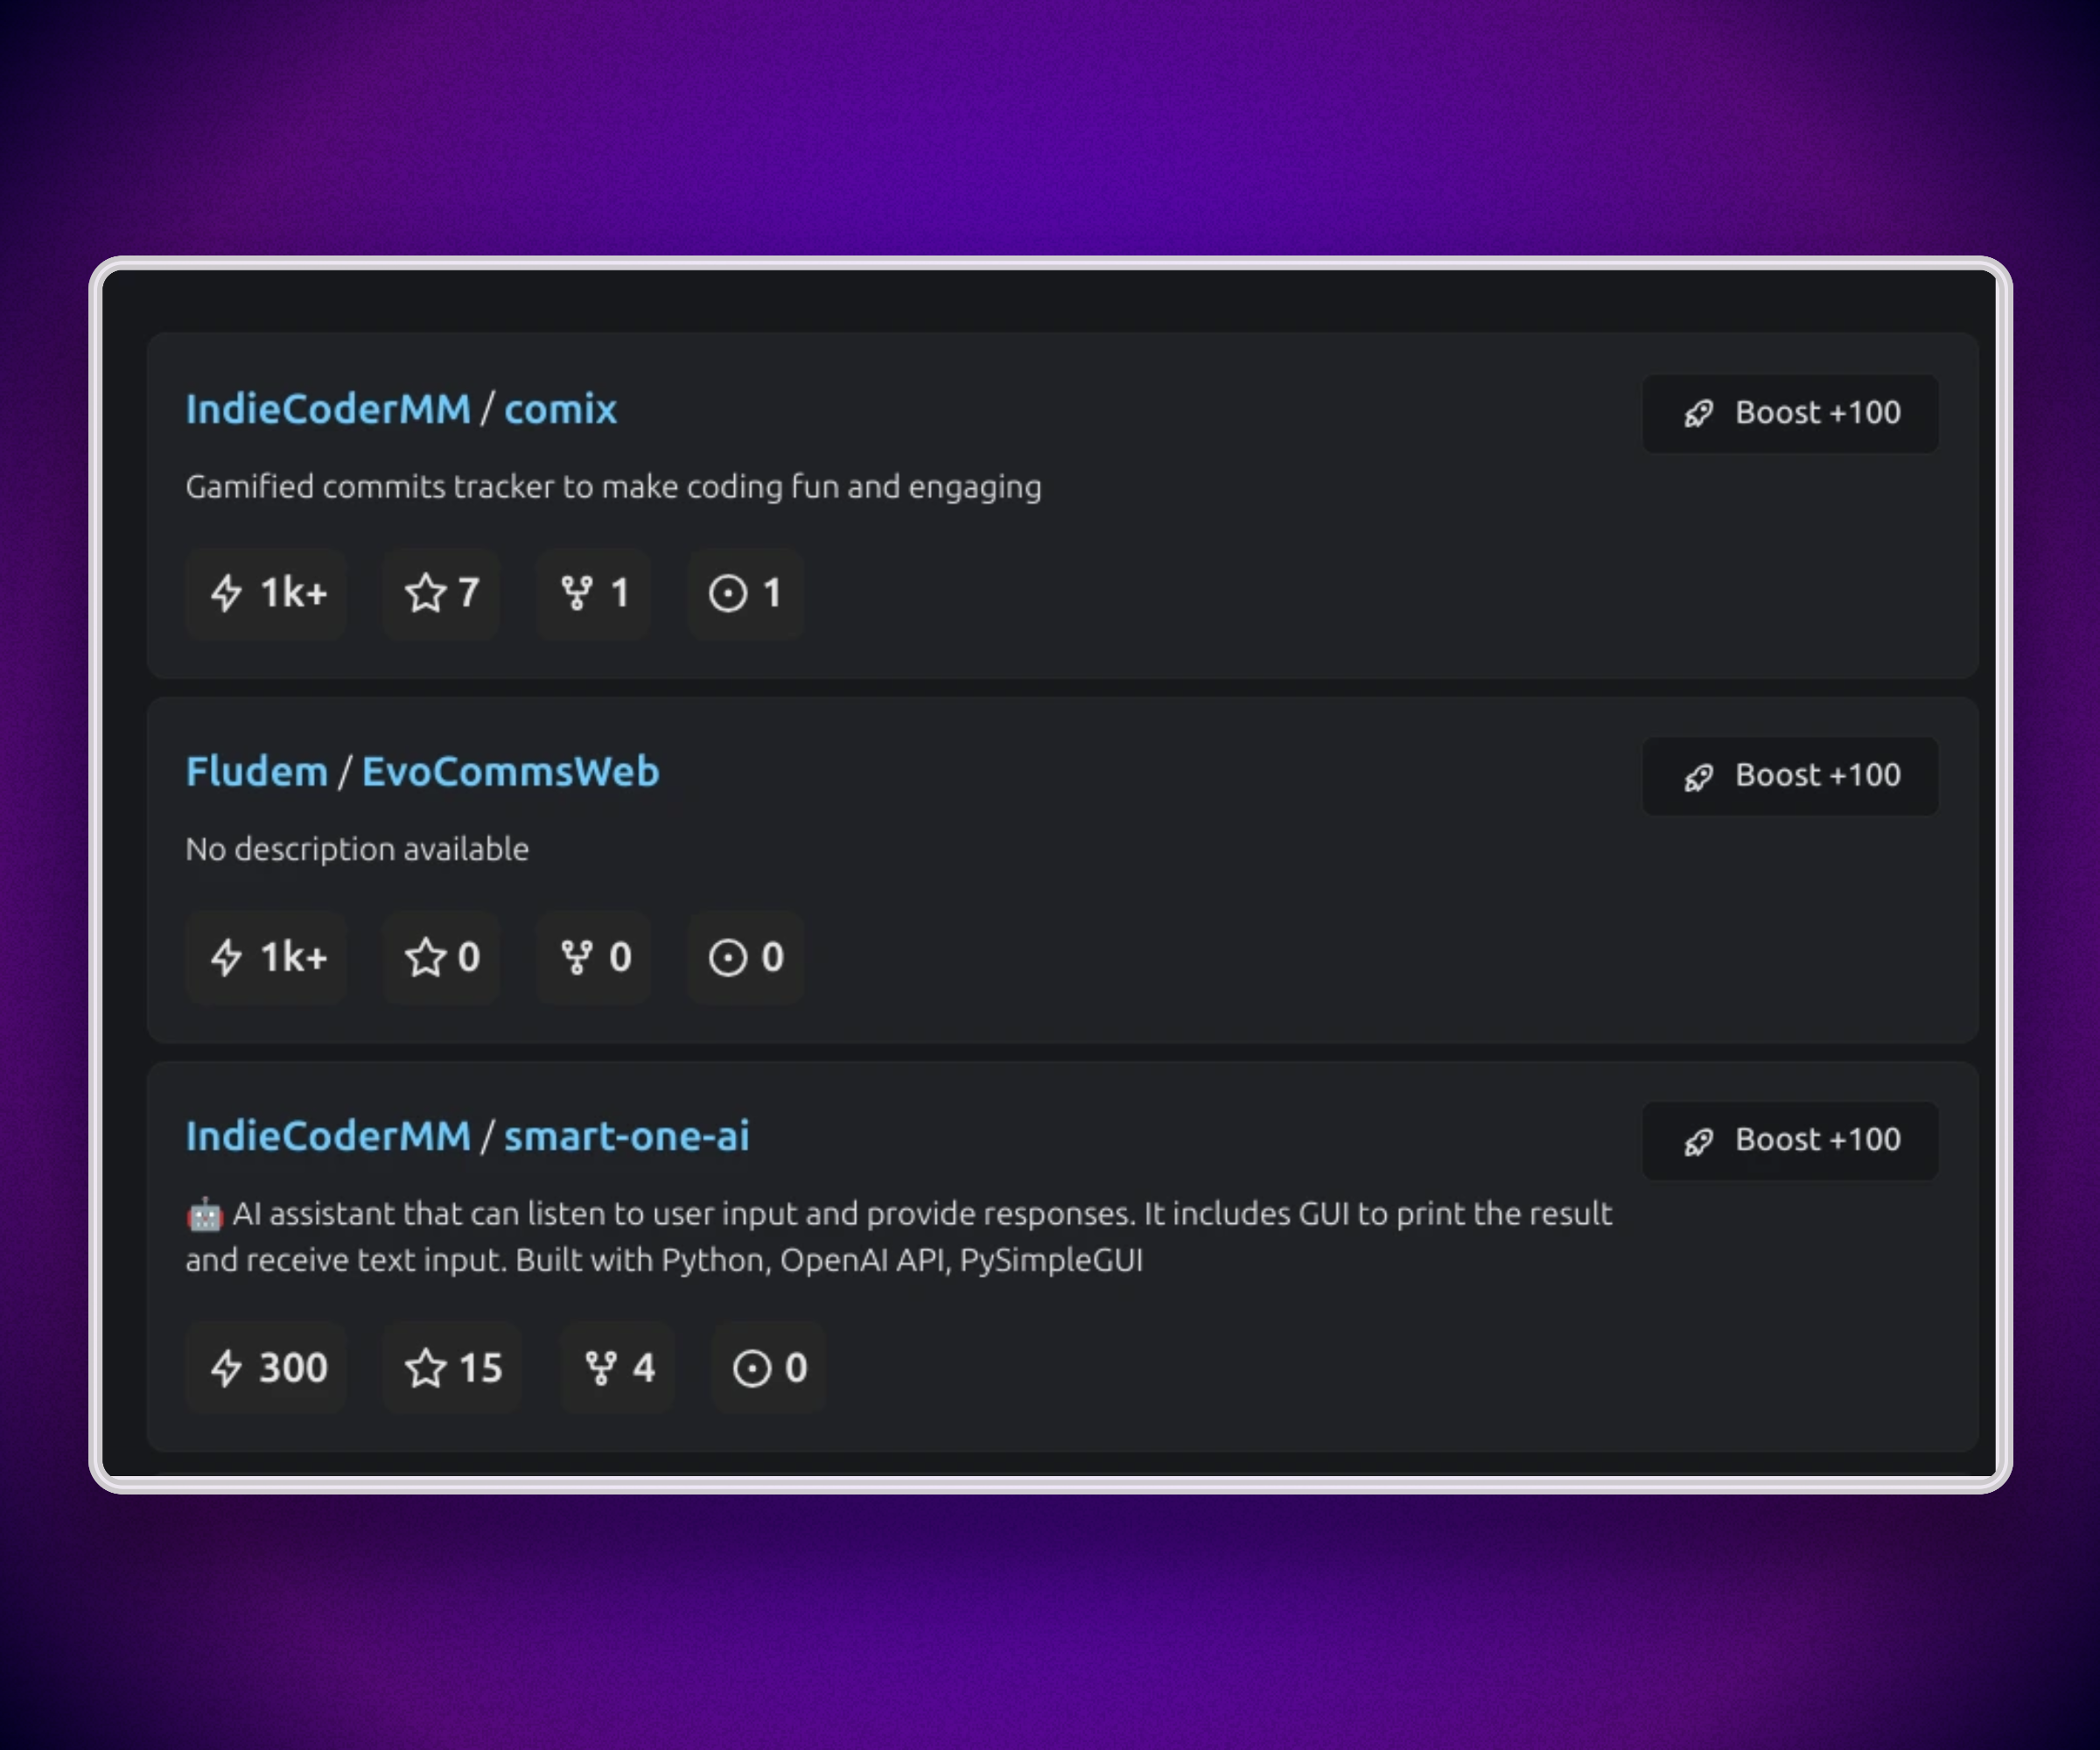 IndieCoderMM / comix
Boost +100
Gamified commits tracker to make coding fun and engaging
1k+ 7 1 1
Fludem / EvoCommsWeb
Boost +100
No description available
1k+ 0 0 0
IndieCoderMM / smart-one-ai
Boost +100
🤖 AI assistant that can listen to user input and provide responses. It includes GUI to print the result
and receive text input. Built with Python, OpenAI API, PySimpleGUI
300 15 4 0